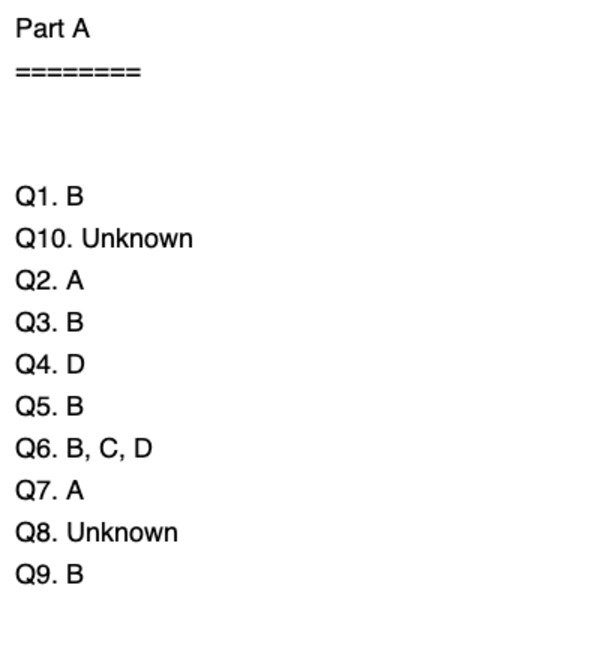 Part A
========
Q1. B
Q10. Unknown
Q2. A
Q3. B
Q4. D
Q5. B
Q6. B, C, D
Q7. A
Q8. Unknown
Q9. B